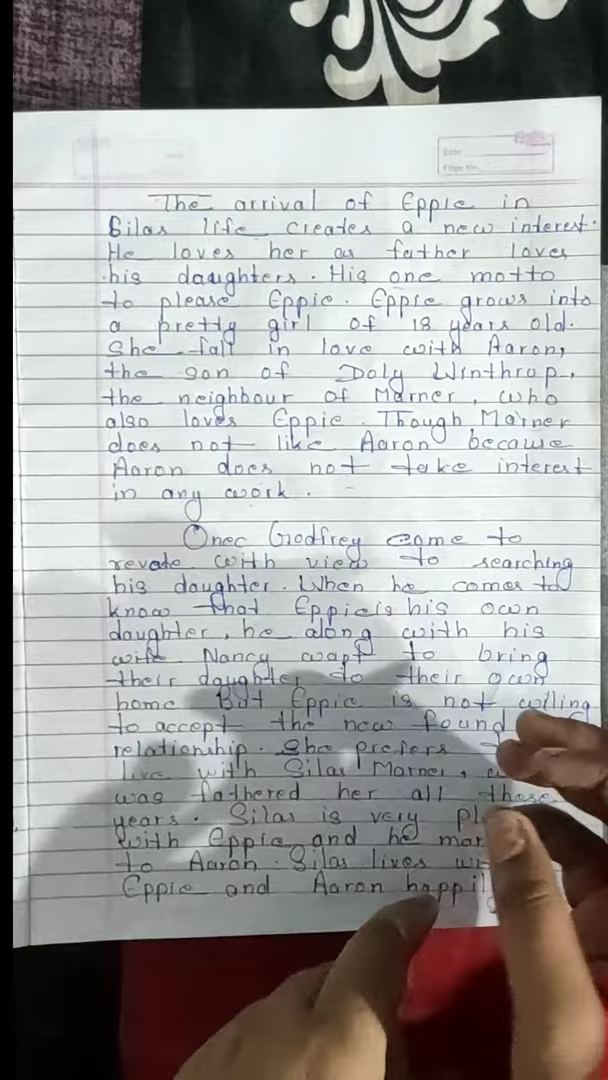 Date
Page No.
The arrival of Eppie in
Silas life creates a new interest.
He loves her as father loves
his daughters. His one motto
to please Eppie. Eppie grows into
a pretty girl of 18 years old.
She fall in love with Aaron,
the son of Doly Winthrop,
the neighbour of Marner, who
also loves Eppie. Though Marner
does not like Aaron because
Aaron does not take interest
in any work.
Onec Godfrey came to
revate with view to searching
his daughter. When he comes to
know that Eppie is his own
daughter, he along with his
wife Nancy want to bring
their daughter to their own
home But Eppie is not willing
to accept the new found
relationship. She prefers
live with Silas Marner,
was fathered her all these
years. Silas is very
with Eppie and he
to Aaron. Silas lives
Eppie and Aaron